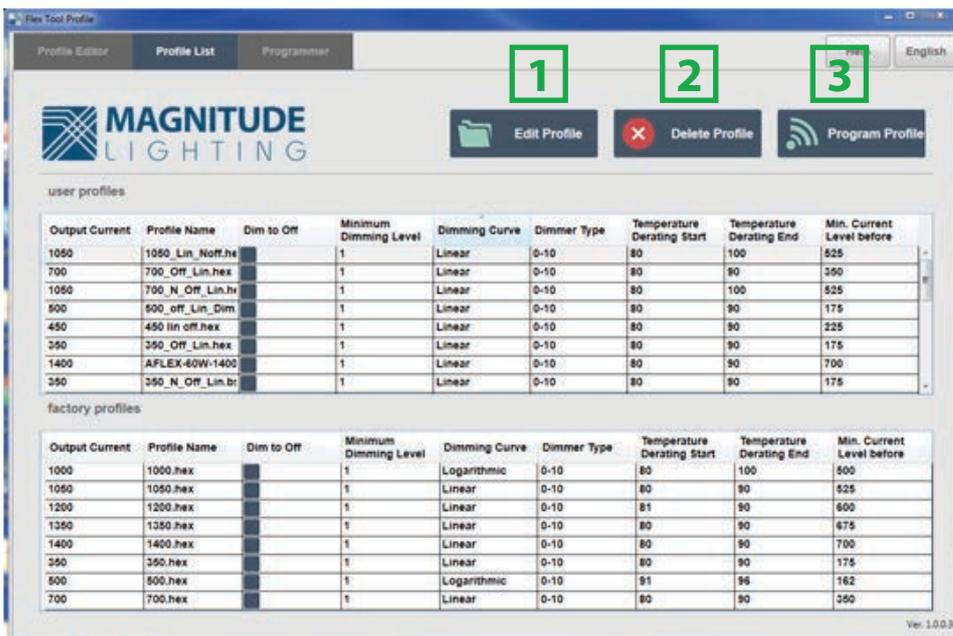 Flex Tool Profile
Profile Editor Profile List Programmer English
1 2 3
MAGNITUDE
LIGHTING
Edit Profile Delete Profile Program Profile
user profiles
Output Current Profile Name Dim to Off Minimum Dimming Level Dimming Curve Dimmer Type Temperature Derating Start Temperature Derating End Min. Current Level before
1050 1050_Lin_Noff.he 1 Linear 0-10 80 100 525
700 700_Off_Lin.hex 1 Linear 0-10 80 90 350
1050 700_N_Off_Lin.he 1 Linear 0-10 80 100 525
500 500_off_Lin_Dim. 1 Linear 0-10 80 90 175
450 450 lin off.hex 1 Linear 0-10 80 90 225
350 350_Off_Lin.hex 1 Linear 0-10 80 90 175
1400 AFLEX-60W-1400 1 Linear 0-10 80 90 700
350 350_N_Off_Lin.b 1 Linear 0-10 80 90 175
factory profiles
Output Current Profile Name Dim to Off Minimum Dimming Level Dimming Curve Dimmer Type Temperature Derating Start Temperature Derating End Min. Current Level before
1000 1000.hex 1 Logarithmic 0-10 80 100 500
1050 1050.hex 1 Linear 0-10 80 90 525
1200 1200.hex 1 Linear 0-10 81 90 600
1350 1350.hex 1 Linear 0-10 80 90 675
1400 1400.hex 1 Linear 0-10 80 90 700
350 350.hex 1 Linear 0-10 80 90 175
500 500.hex 1 Logarithmic 0-10 91 96 162
700 700.hex 1 Linear 0-10 80 90 350
Ver. 1.0.0.3